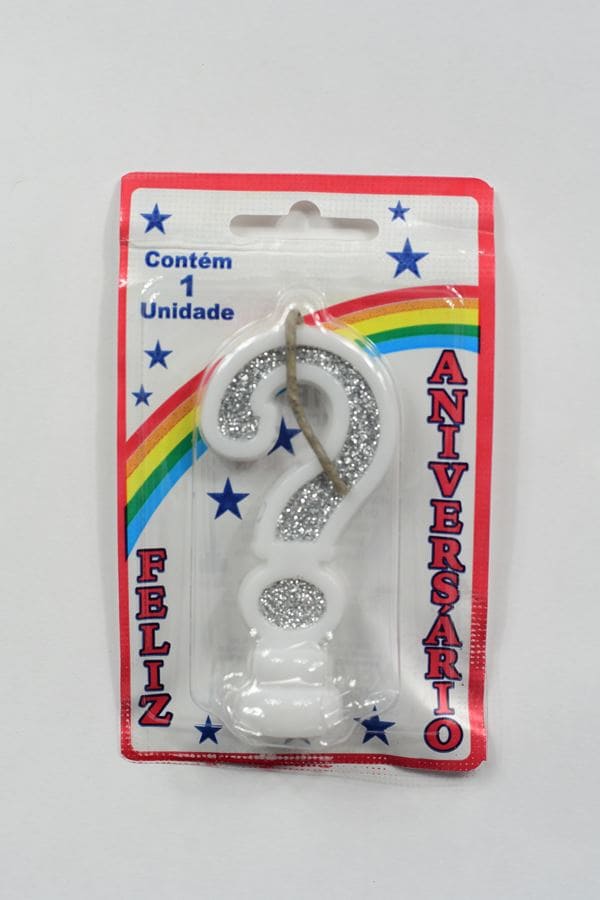 Contém
1
Unidade
FELIZ
ANIVERSÁRIO